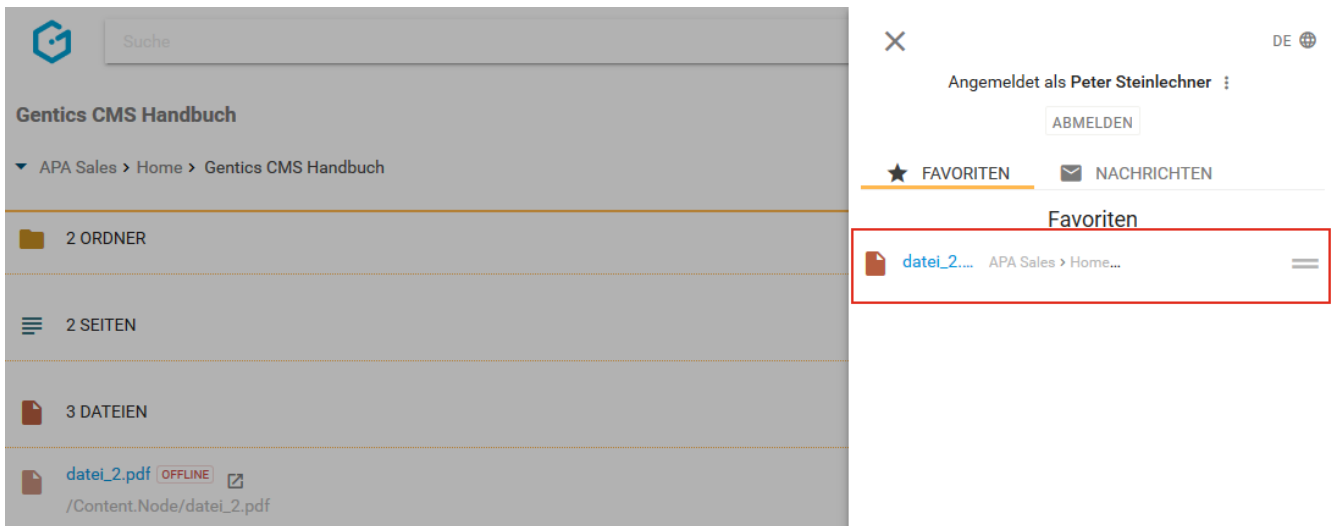 Suche
Gentics CMS Handbuch
APA Sales > Home > Gentics CMS Handbuch
2 ORDNER
2 SEITEN
3 DATEIEN
datei_2.pdf OFFLINE
/Content.Node/datei_2.pdf
DE
Angemeldet als Peter Steinlechner
ABMELDEN
FAVORITEN NACHRICHTEN
Favoriten
datei_2.... APA Sales > Home...